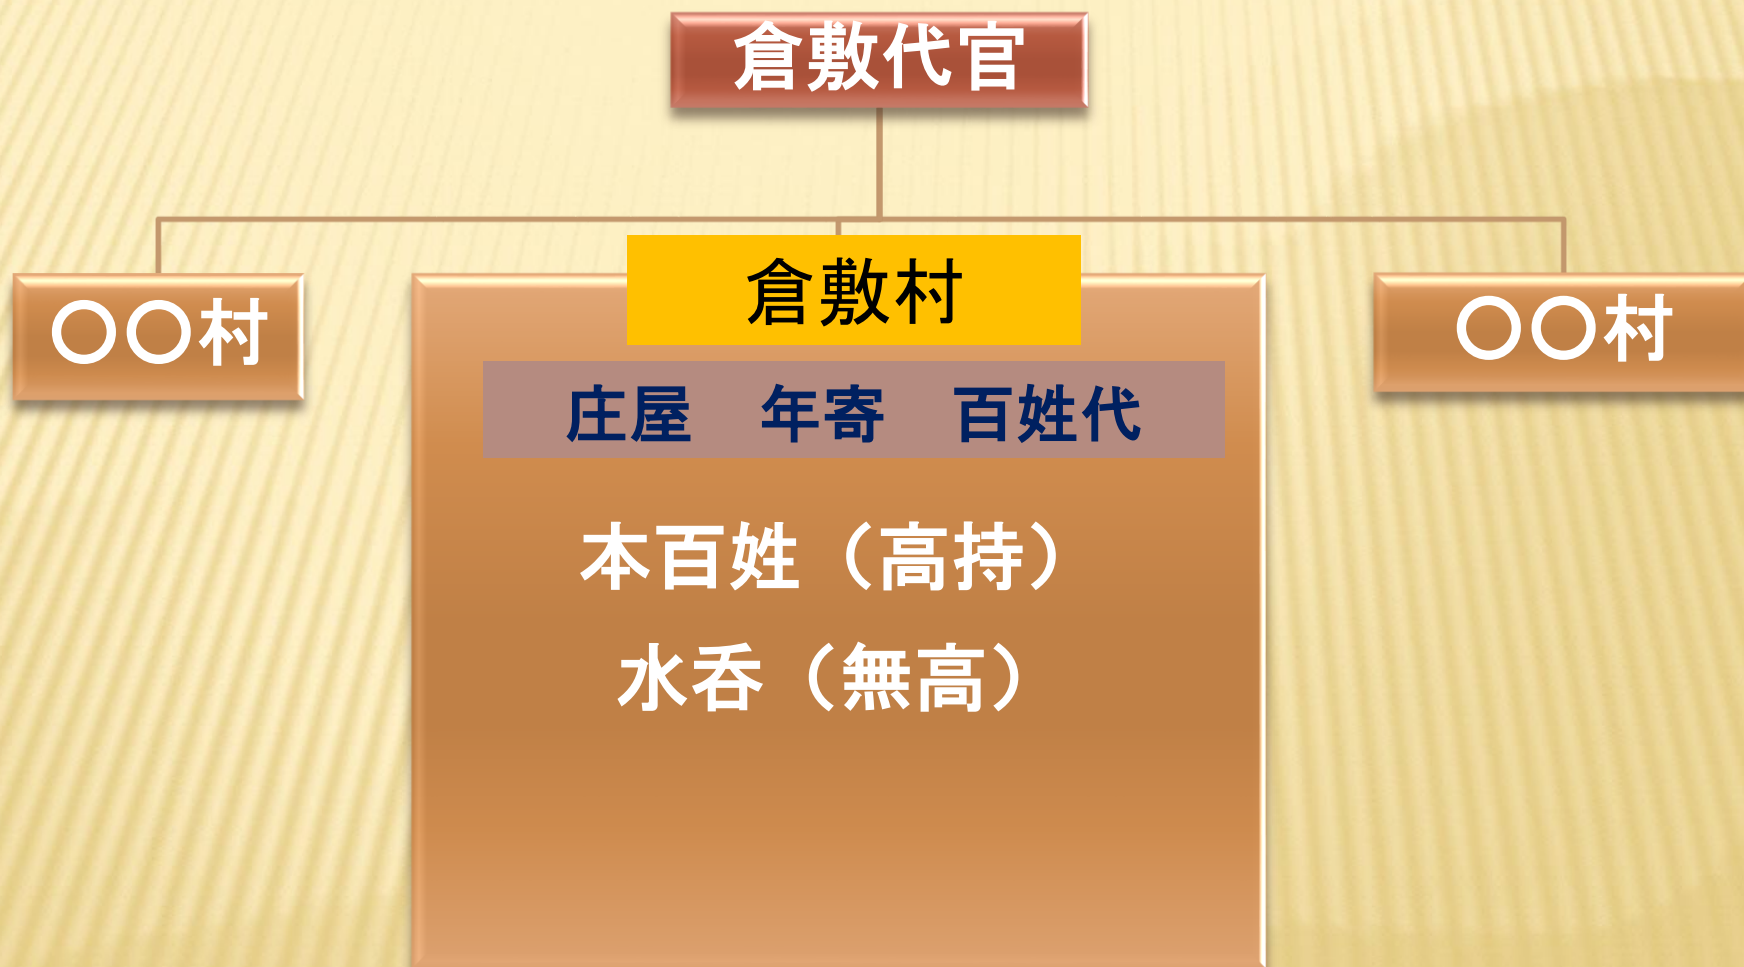 倉敷代官
〇〇村
倉敷村
〇〇村
庄屋　年寄　百姓代
本百姓（高持）
水呑（無高）